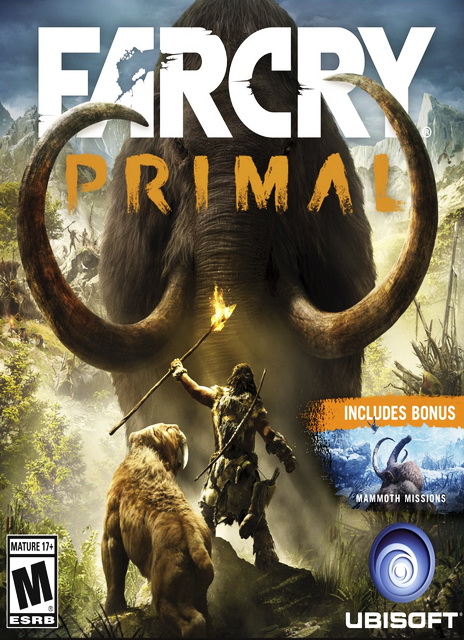 FARCRY®
PRIMAL
INCLUDES BONUS
MAMMOTH MISSIONS
MATURE 17+
M
ESRB
UBISOFT